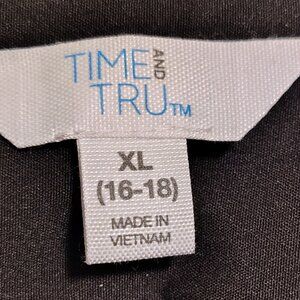 TIME AND
TRU™
XL
(16-18)
MADE IN
VIETNAM